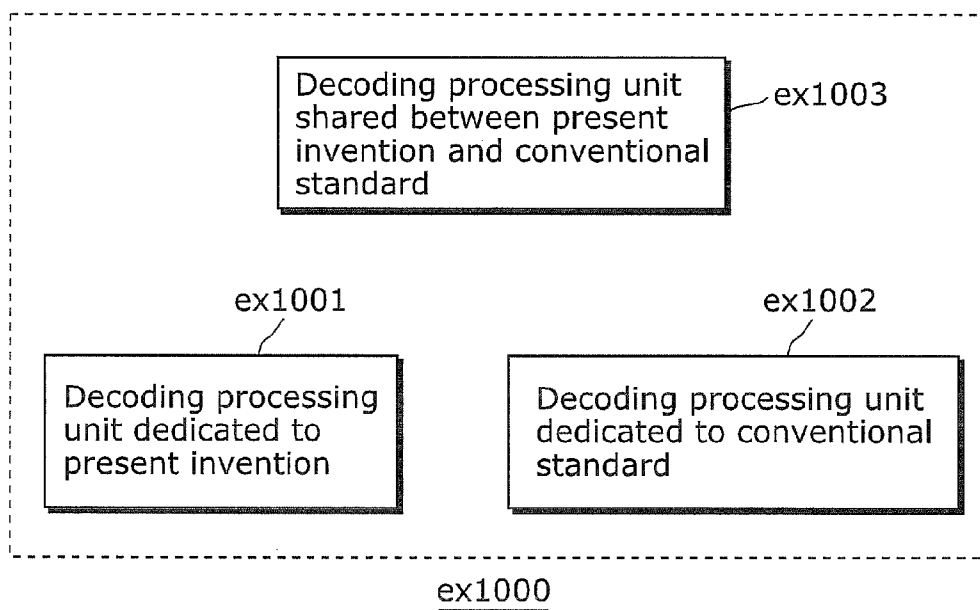 Decoding processing unit
shared between present
invention and conventional
standard
ex1003
ex1001
Decoding processing
unit dedicated to
present invention
ex1002
Decoding processing unit
dedicated to conventional
standard
ex1000